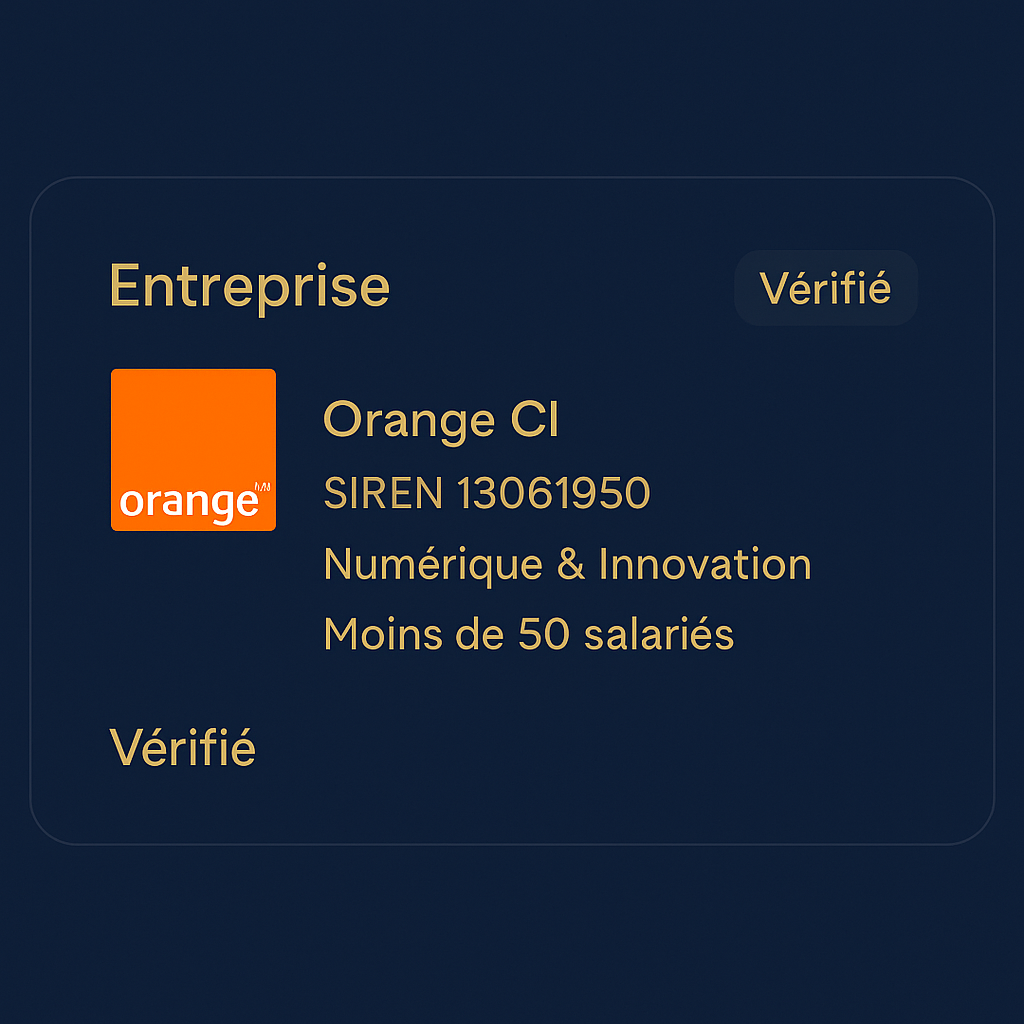 Entreprise
Vérifié
orange
Orange CI
SIREN 13061950
Numérique & Innovation
Moins de 50 salariés
Vérifié